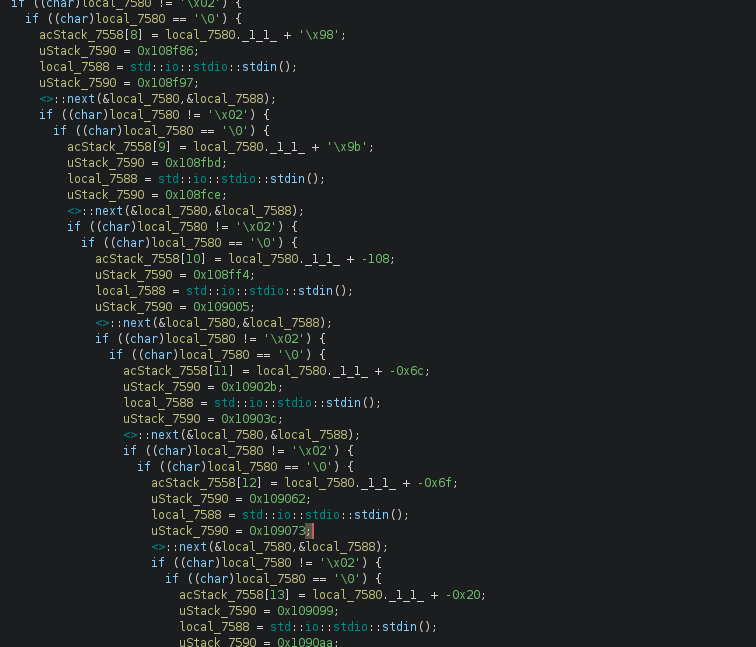 if ((char)local_7580 != '\x02') {
if ((char)local_7580 == '\0') {
acStack_7558[8] = local_7580._1_1_ + '\x98';
uStack_7590 = 0x108f86;
local_7588 = std::io::stdio::stdin();
uStack_7590 = 0x108f97;
<>::next(&local_7580,&local_7588);
if ((char)local_7580 != '\x02') {
if ((char)local_7580 == '\0') {
acStack_7558[9] = local_7580._1_1_ + '\x9b';
uStack_7590 = 0x108fbd;
local_7588 = std::io::stdio::stdin();
uStack_7590 = 0x108fce;
<>::next(&local_7580,&local_7588);
if ((char)local_7580 != '\x02') {
if ((char)local_7580 == '\0') {
acStack_7558[10] = local_7580._1_1_ + -108;
uStack_7590 = 0x108ff4;
local_7588 = std::io::stdio::stdin();
uStack_7590 = 0x109005;
<>::next(&local_7580,&local_7588);
if ((char)local_7580 != '\x02') {
if ((char)local_7580 == '\0') {
acStack_7558[11] = local_7580._1_1_ + -0x6c;
uStack_7590 = 0x10902b;
local_7588 = std::io::stdio::stdin();
uStack_7590 = 0x10903c;
<>::next(&local_7580,&local_7588);
if ((char)local_7580 != '\x02') {
if ((char)local_7580 == '\0') {
acStack_7558[12] = local_7580._1_1_ + -0x6f;
uStack_7590 = 0x109062;
local_7588 = std::io::stdio::stdin();
uStack_7590 = 0x109073;
<>::next(&local_7580,&local_7588);
if ((char)local_7580 != '\x02') {
if ((char)local_7580 == '\0') {
acStack_7558[13] = local_7580._1_1_ + -0x20;
uStack_7590 = 0x109099;
local_7588 = std::io::stdio::stdin();
uStack_7590 = 0x1090aa;